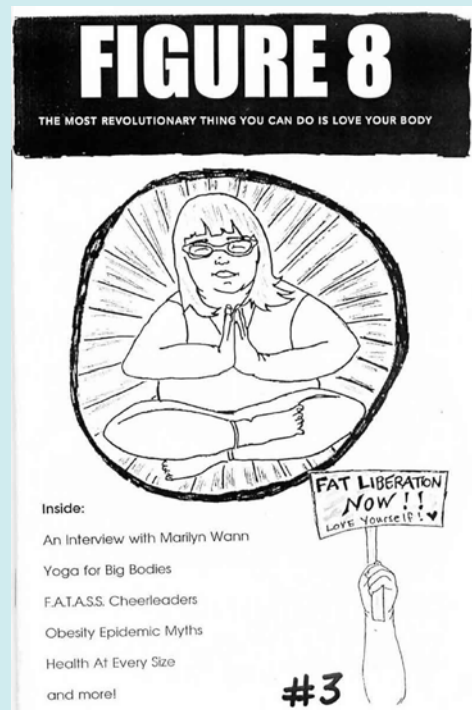 FIGURE 8
THE MOST REVOLUTIONARY THING YOU CAN DO IS LOVE YOUR BODY
FAT LIBERATION
NOW!!
LOVE YOURSELF! ♥
Inside:
An Interview with Marilyn Wann
Yoga for Big Bodies
F.A.T.A.S.S. Cheerleaders
Obesity Epidemic Myths
Health At Every Size
and more!
#3